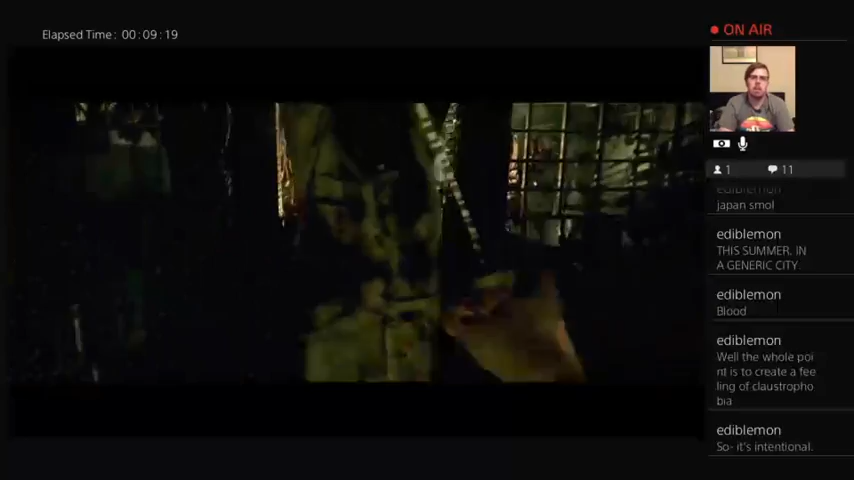 Elapsed Time: 00:09:19
ON AIR
1
11
ediblemon
japan smol
ediblemon
THIS SUMMER. IN
A GENERIC CITY.
ediblemon
Blood
ediblemon
Well the whole poi
nt is to create a fee
ling of claustropho
bia
ediblemon
So- it's intentional.